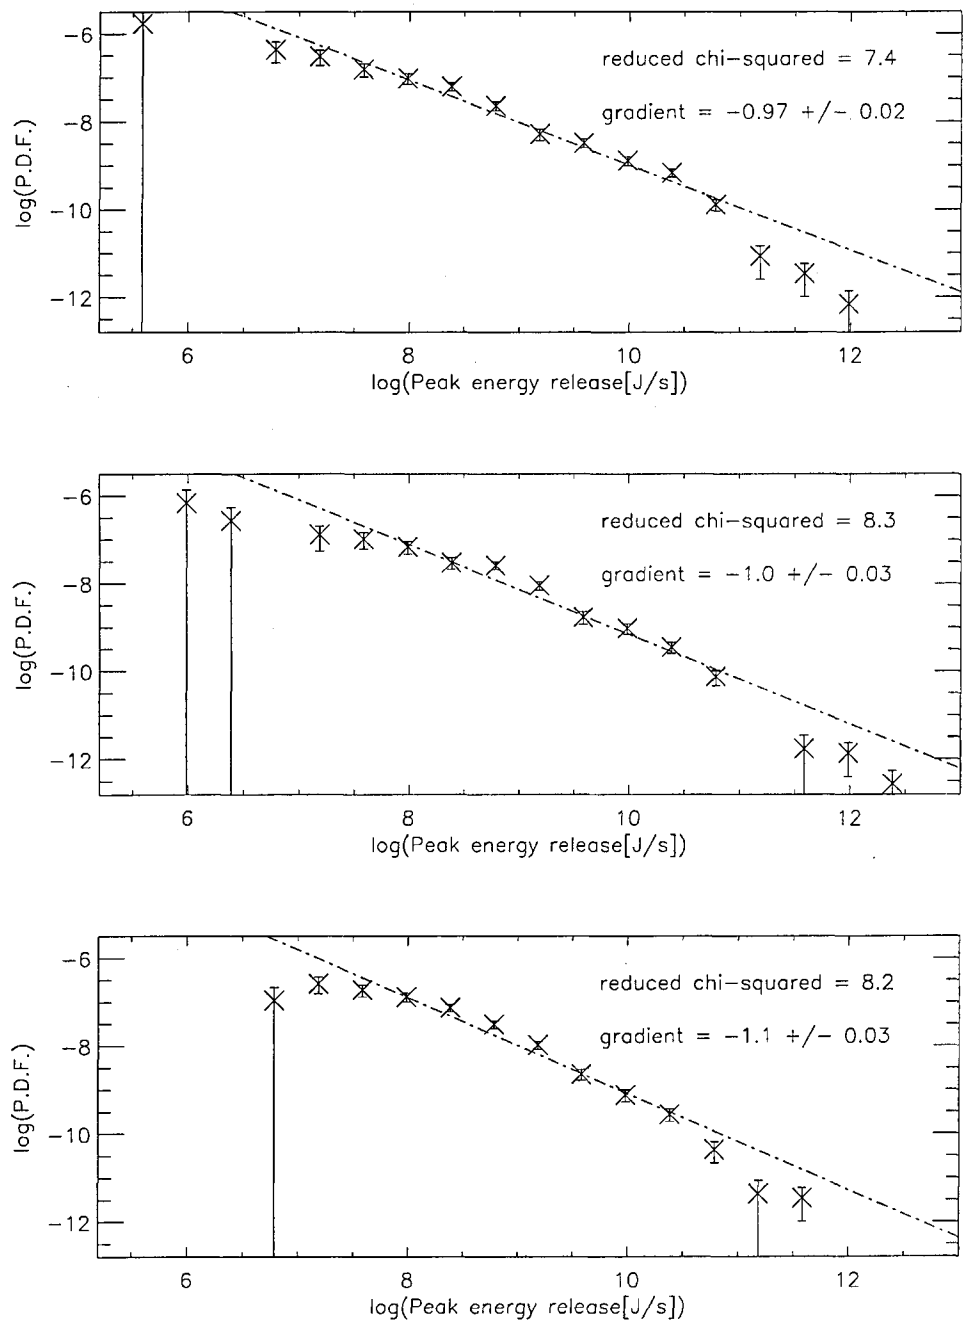 reduced chi-squared = 7.4
gradient = -0.97 +/- 0.02
-6
-8
-10
-12
log(P.D.F.)
6 8 10 12
log(Peak energy release[J/s])
reduced chi-squared = 8.3
gradient = -1.0 +/- 0.03
-6
-8
-10
-12
log(P.D.F.)
6 8 10 12
log(Peak energy release[J/s])
reduced chi-squared = 8.2
gradient = -1.1 +/- 0.03
-6
-8
-10
-12
log(P.D.F.)
6 8 10 12
log(Peak energy release[J/s])